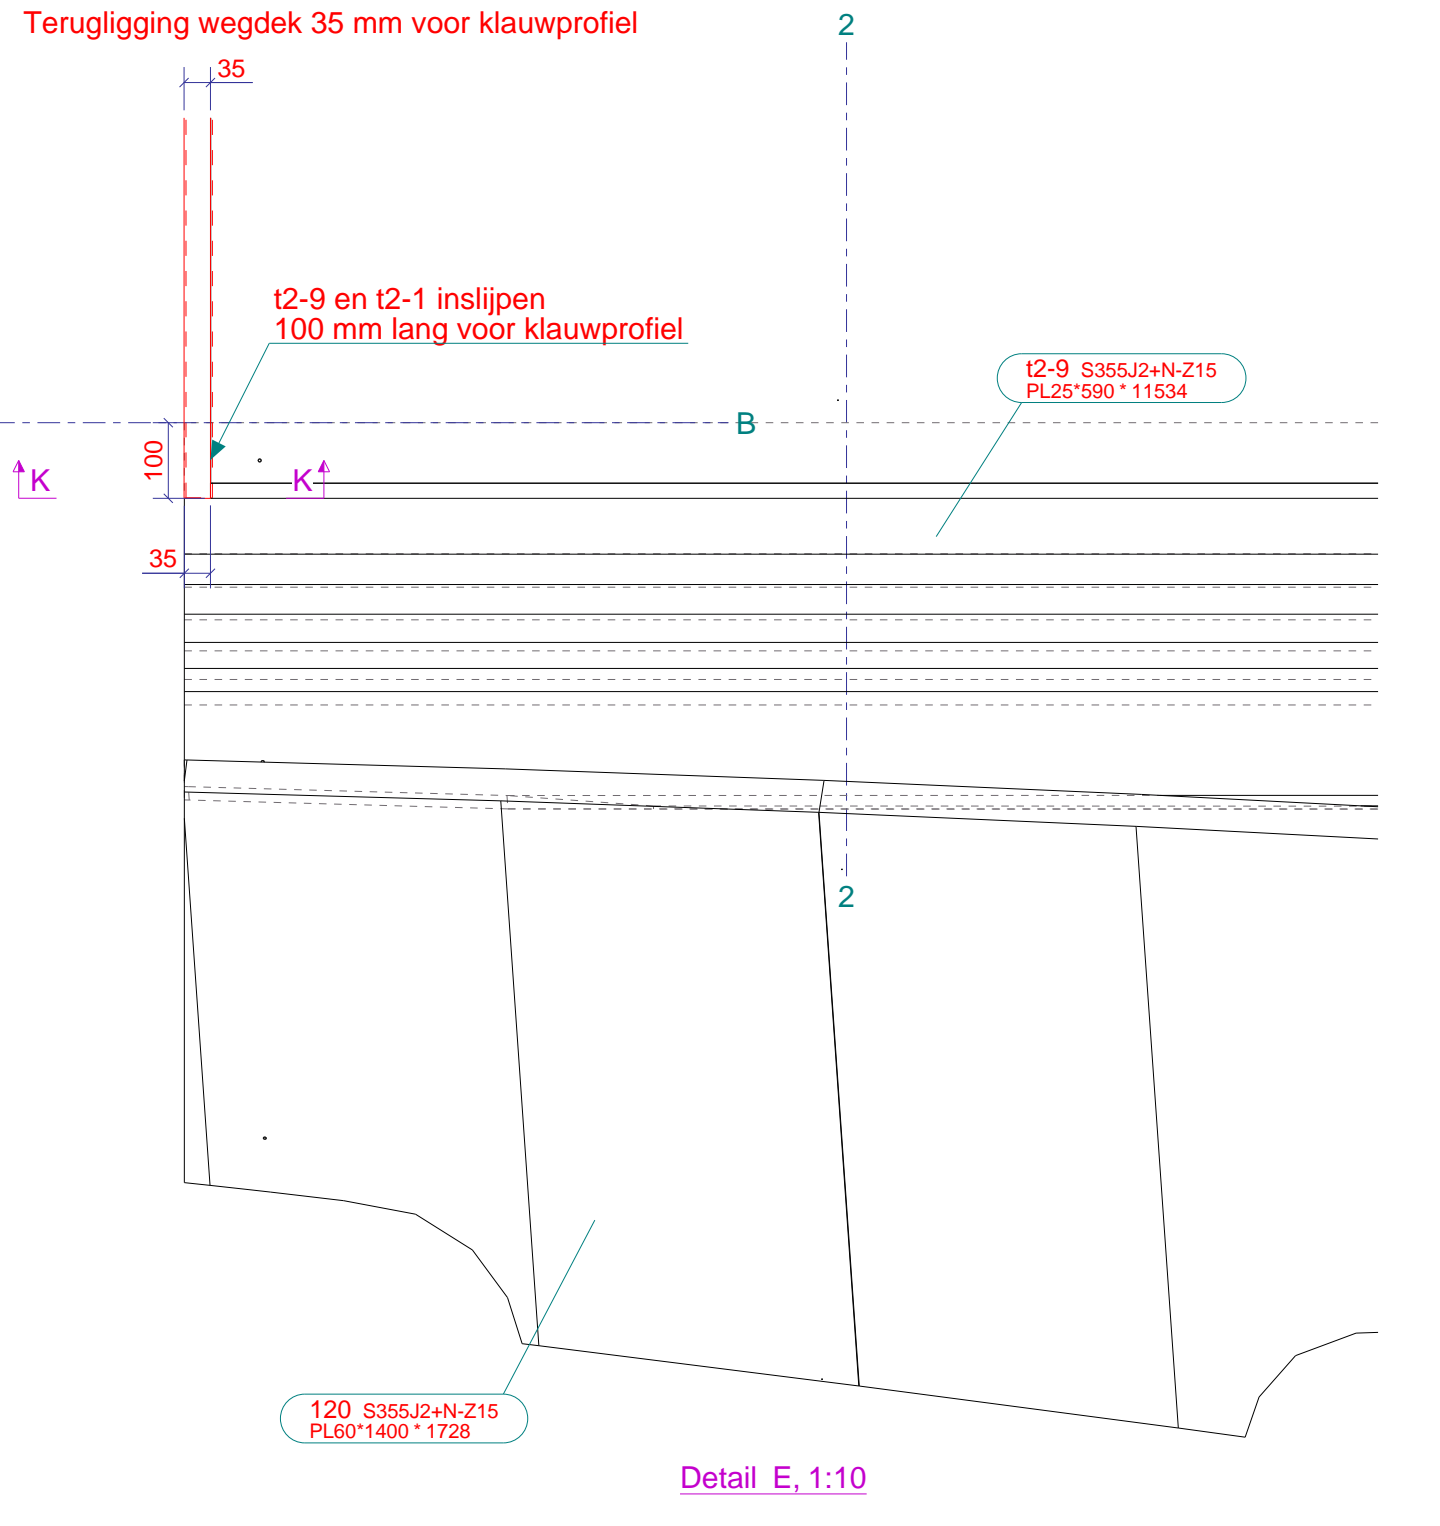 Terugligging wegdek 35 mm voor klauwprofiel
2
35
t2-9 en t2-1 inslijpen
100 mm lang voor klauwprofiel
t2-9 S355J2+N-Z15
PL25*590 * 11534
B
100
K
K
35
2
120 S355J2+N-Z15
PL60*1400 * 1728
Detail E, 1:10